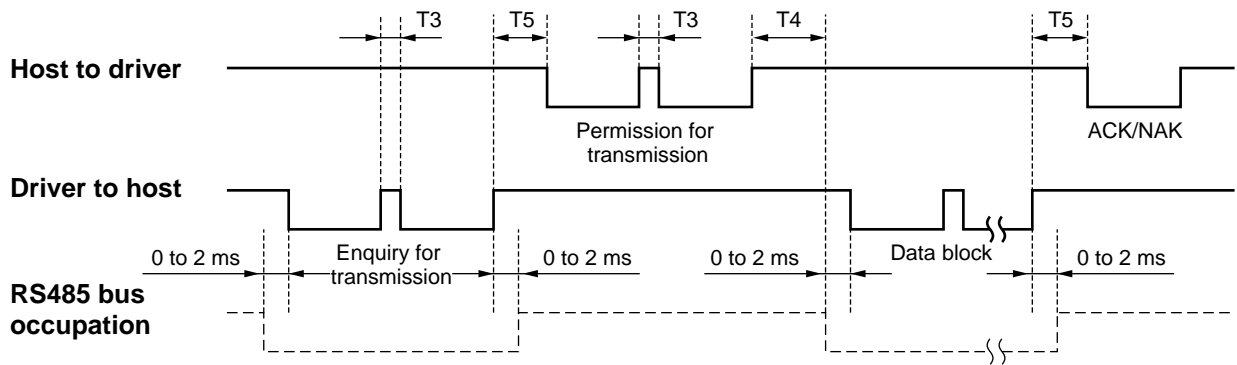 T3 T5 T3 T4 T5
Host to driver
Permission for
transmission
ACK/NAK
Driver to host
0 to 2 ms
Enquiry for
transmission
0 to 2 ms
0 to 2 ms
Data block
0 to 2 ms
RS485 bus
occupation